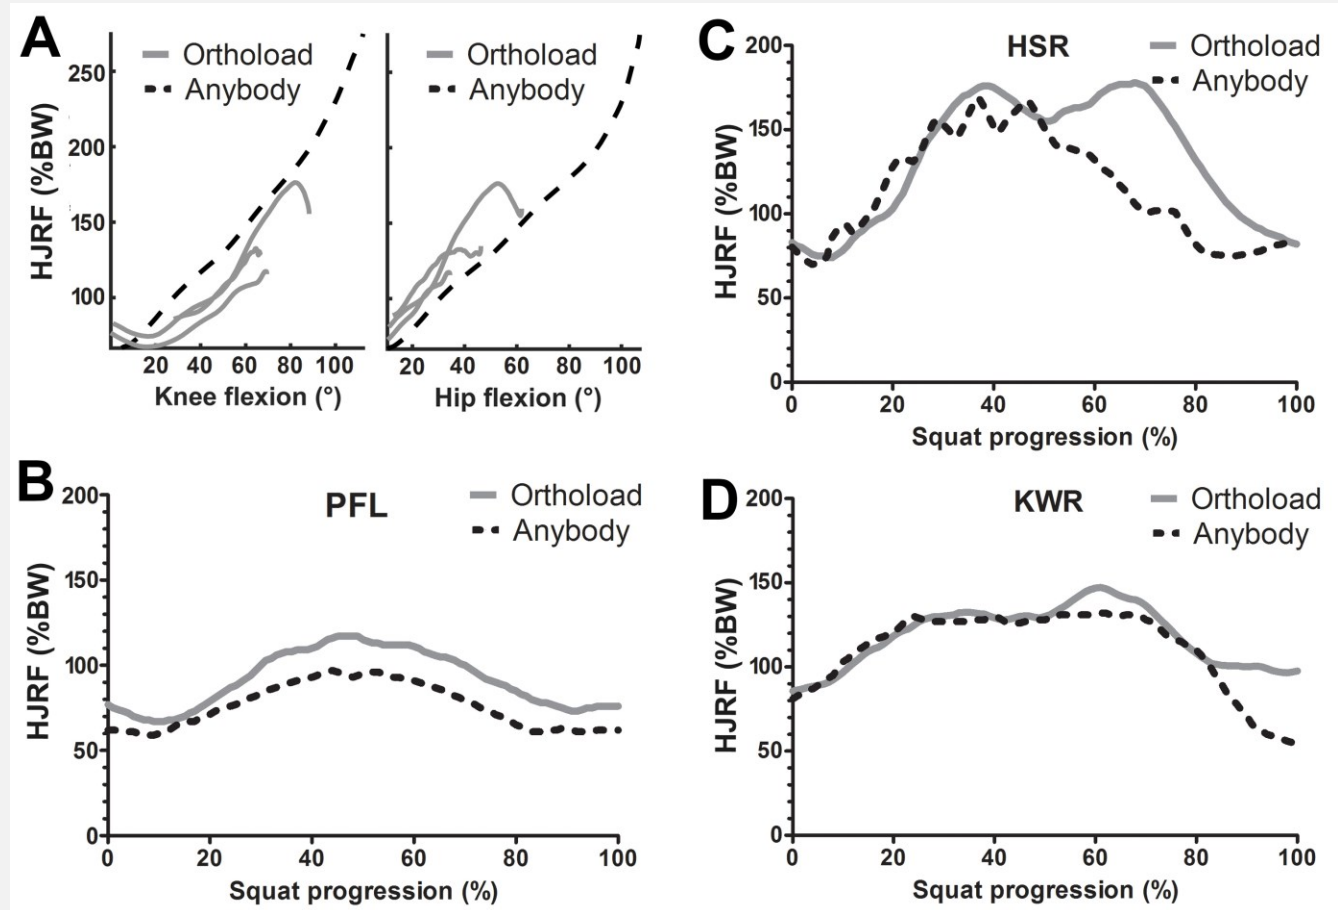 A
Orthoload
Anybody
HJRF (%BW)
250
200
150
100
20 40 60 80 100
Knee flexion (°)
Orthoload
Anybody
20 40 60 80 100
Hip flexion (°)
B
PFL
Orthoload
Anybody
HJRF (%BW)
200
150
100
50
0
0 20 40 60 80 100
Squat progression (%)
C
HSR
Orthoload
Anybody
HJRF (%BW)
200
150
100
50
0
0 20 40 60 80 100
Squat progression (%)
D
KWR
Orthoload
Anybody
HJRF (%BW)
200
150
100
50
0
0 20 40 60 80 100
Squat progression (%)